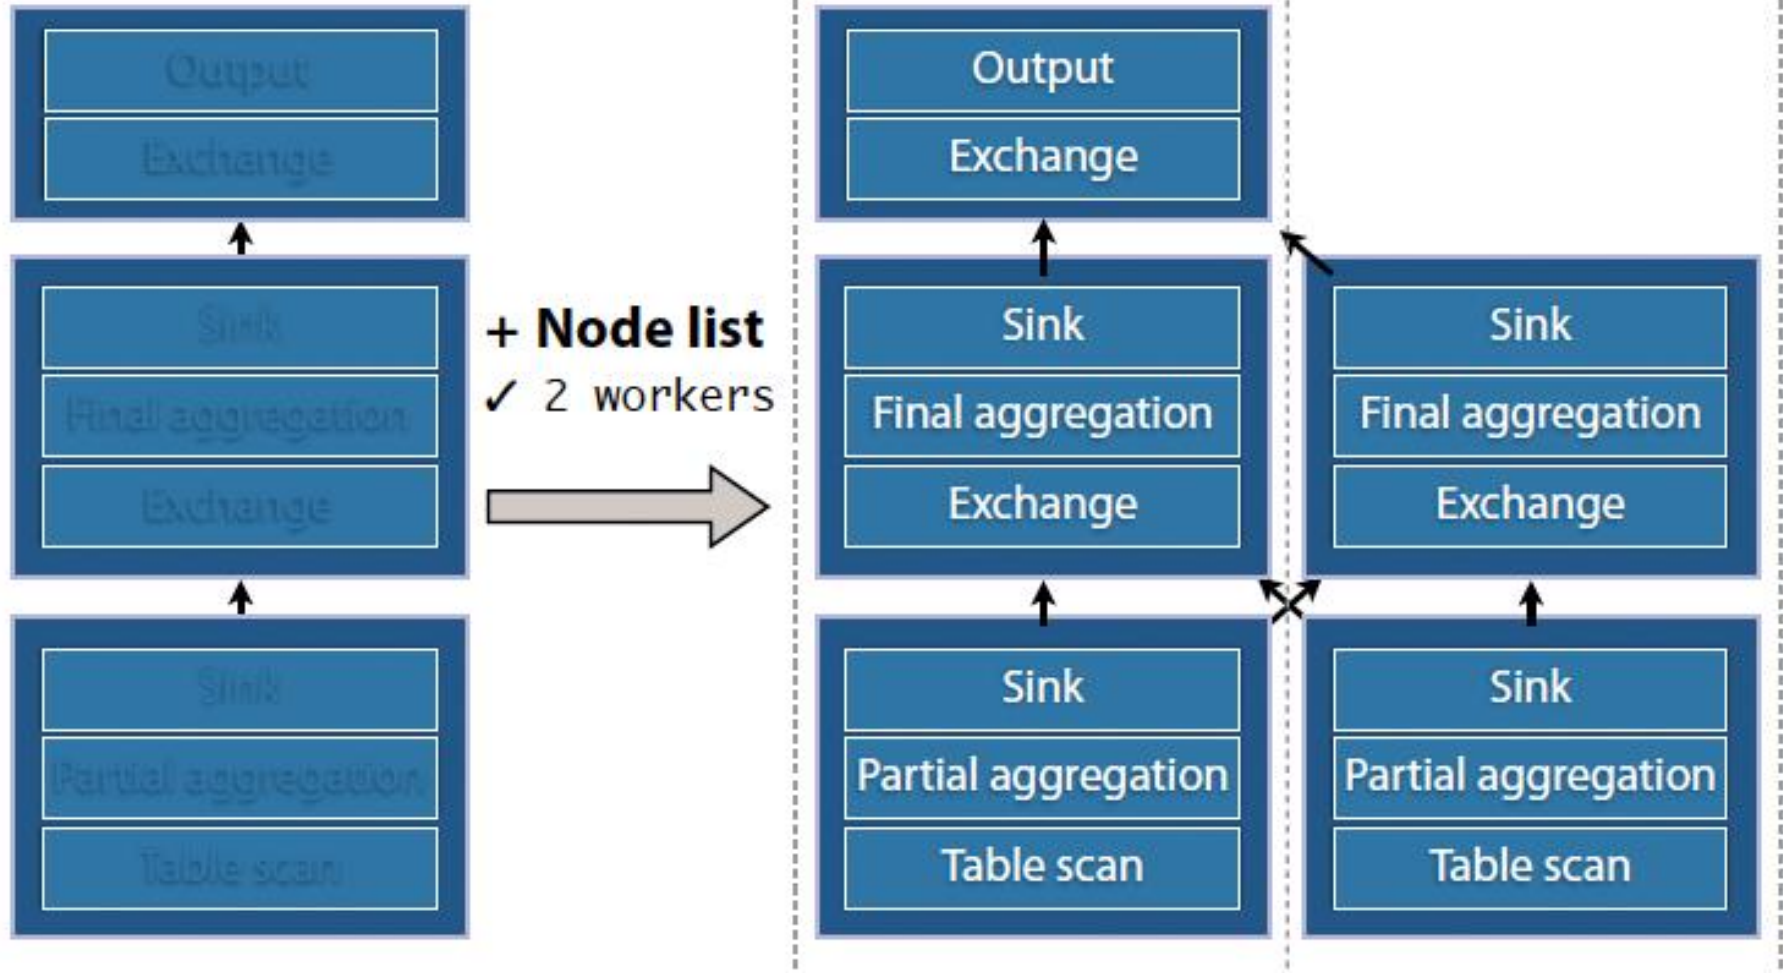 Output
Exchange
Sink
Final aggregation
Exchange
Sink
Partial aggregation
Table scan
+ Node list
✓ 2 workers
Output
Exchange
Sink
Final aggregation
Exchange
Sink
Partial aggregation
Table scan
Sink
Final aggregation
Exchange
Sink
Partial aggregation
Table scan